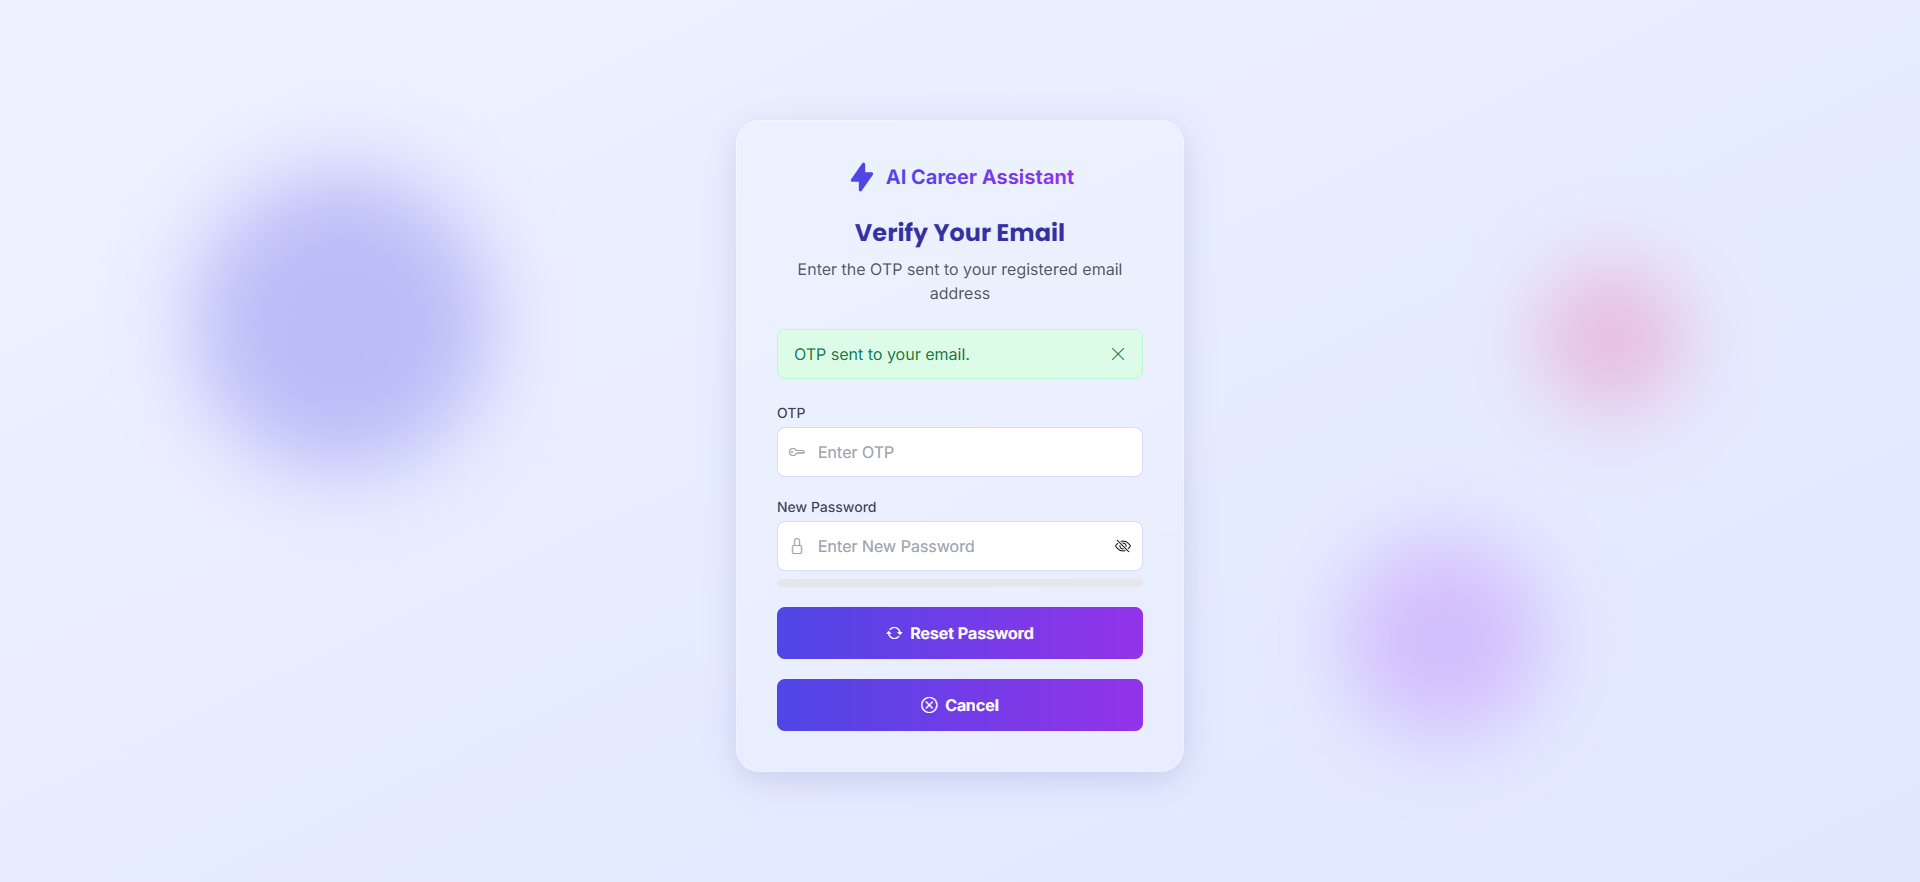 AI Career Assistant
Verify Your Email
Enter the OTP sent to your registered email
address
OTP sent to your email.
OTP
Enter OTP
New Password
Enter New Password
Reset Password
Cancel